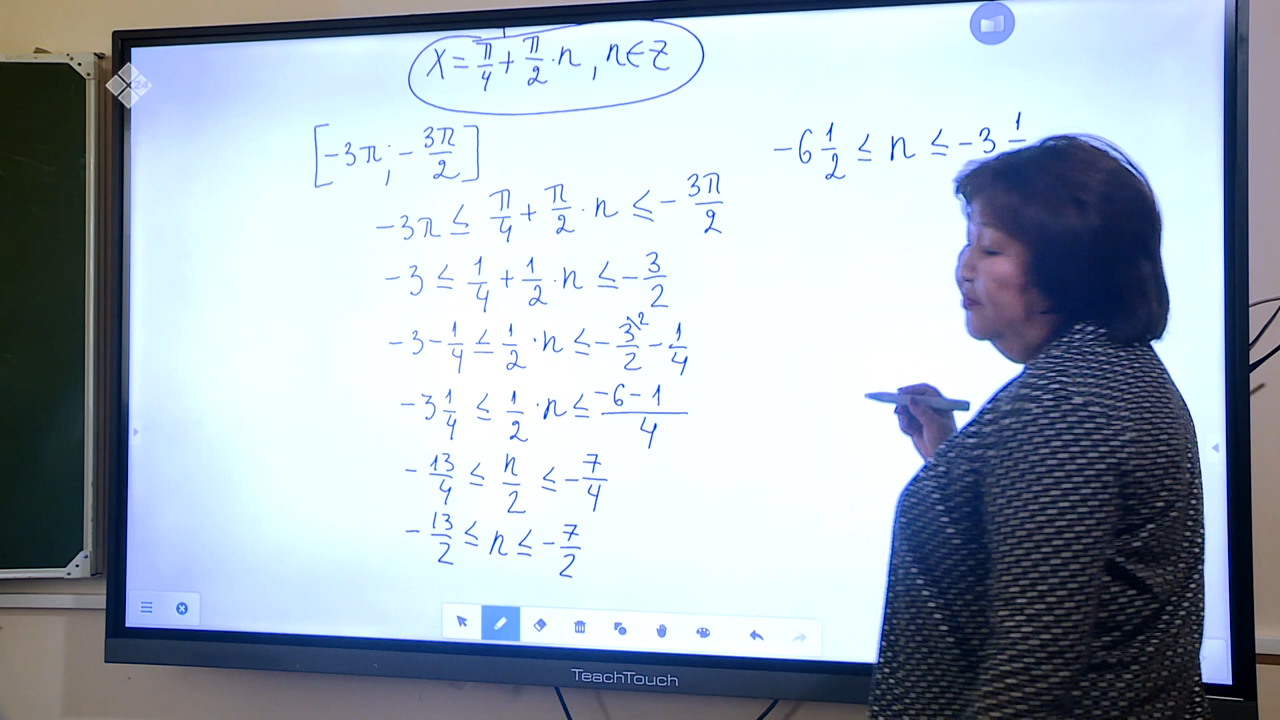 x = π/4 + π/2 · n, n ∈ Z
[-3π; -3π/2]
-3π ≤ π/4 + π/2 · n ≤ -3π/2
-3 ≤ 1/4 + 1/2 · n ≤ -3/2
-3 - 1/4 ≤ 1/2 · n ≤ -3\2/2 - 1/4
-3 1/4 ≤ 1/2 · n ≤ (-6-1)/4
-13/4 ≤ n/2 ≤ -7/4
-13/2 ≤ n ≤ -7/2
-6 1/2 ≤ n ≤ -3 1
TeachTouch